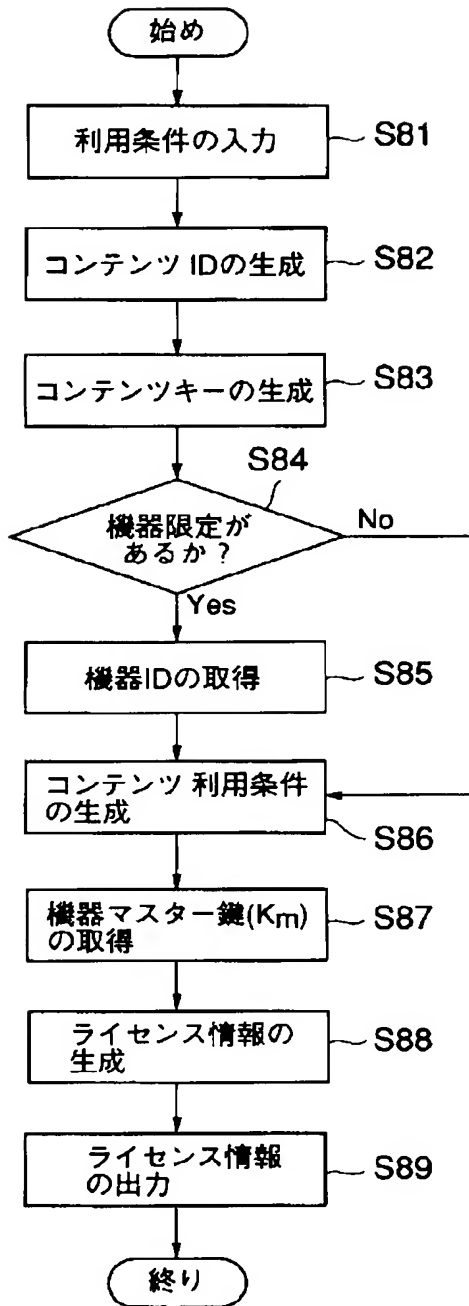 始め
利用条件の入力
S81
コンテンツ IDの生成
S82
コンテンツキーの生成
S83
S84
機器限定が
あるか？
No
Yes
機器IDの取得
S85
コンテンツ 利用条件
の生成
S86
機器マスター鍵(Km)
の取得
S87
ライセンス情報の
生成
S88
ライセンス情報
の出力
S89
終り